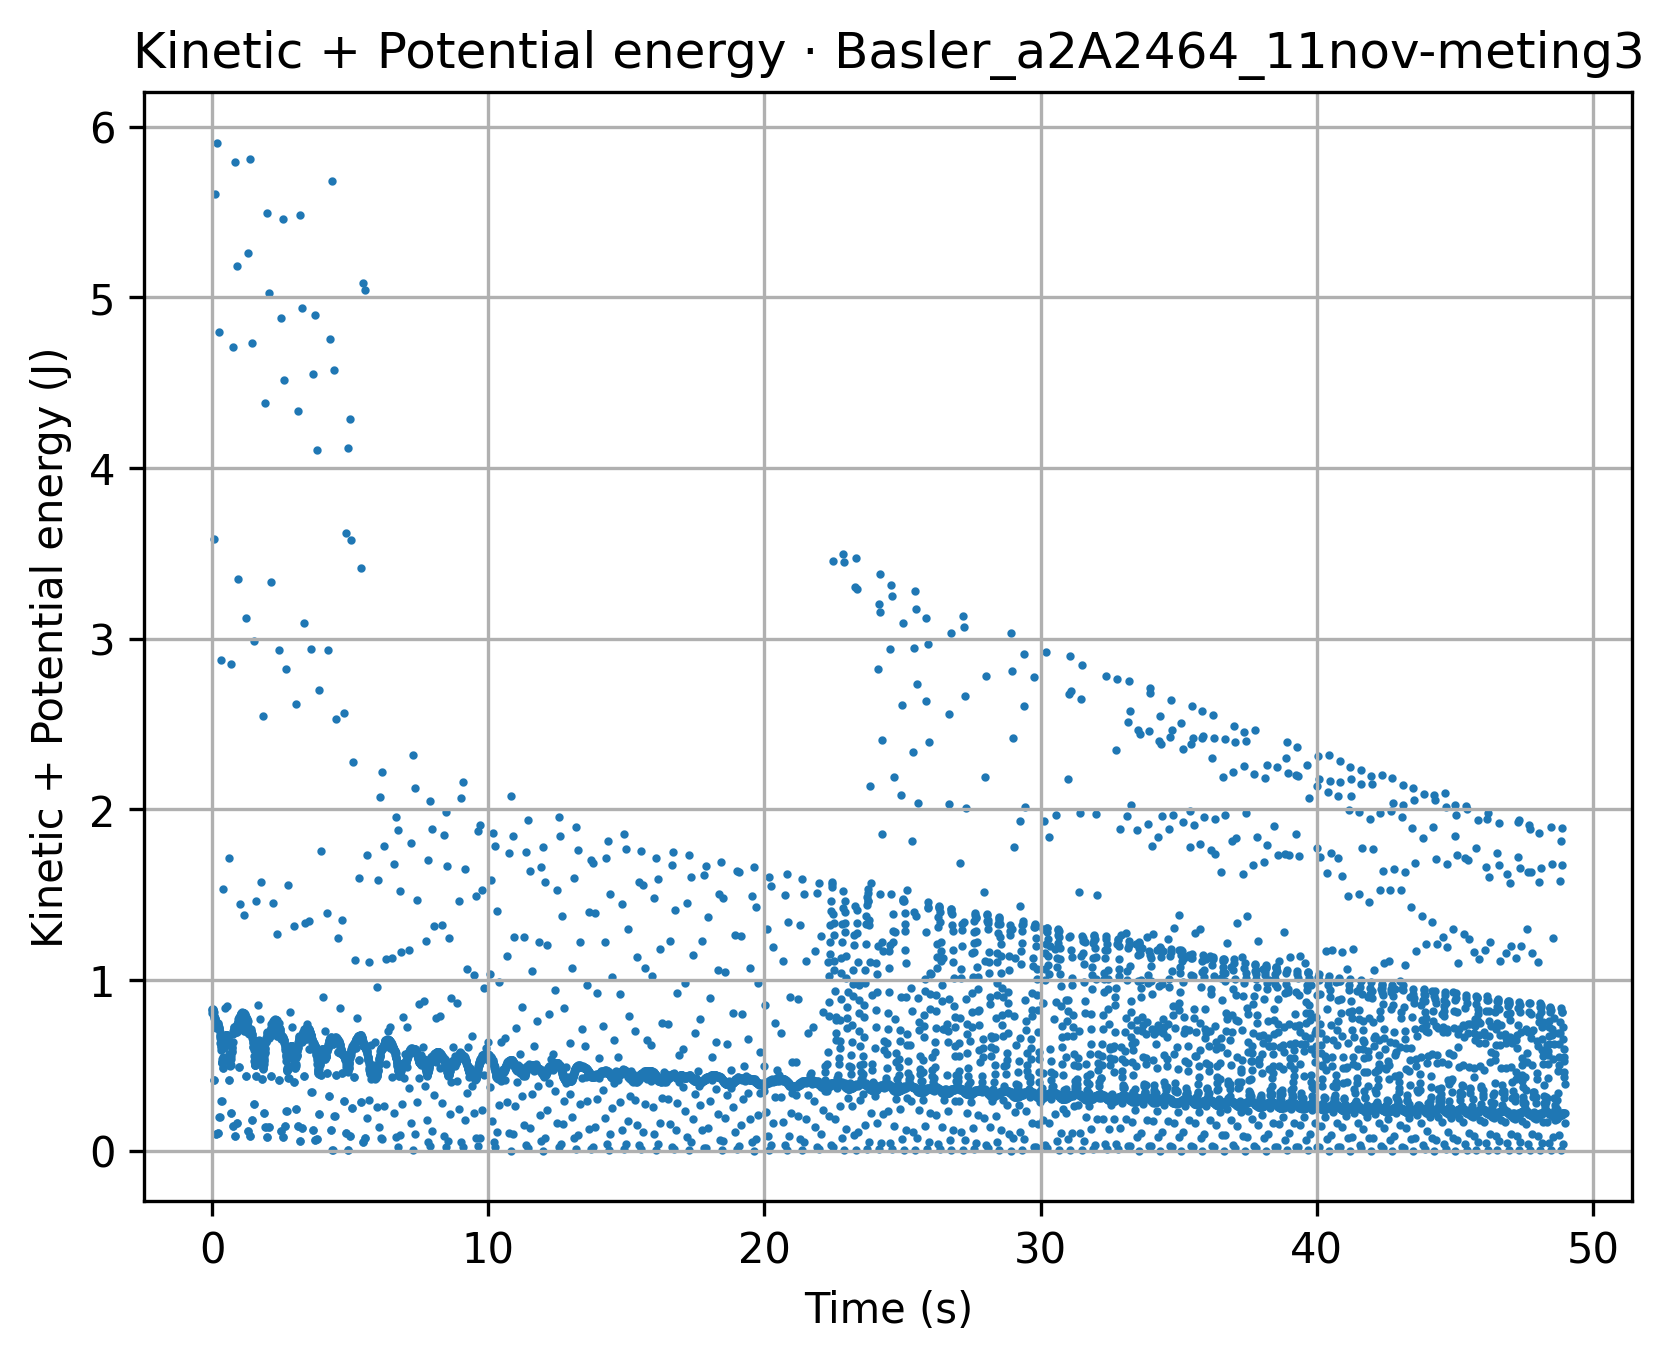 Kinetic + Potential energy · Basler_a2A2464_11nov-meting3
Kinetic + Potential energy (J)
6
5
4
3
2
1
0
0 10 20 30 40 50
Time (s)